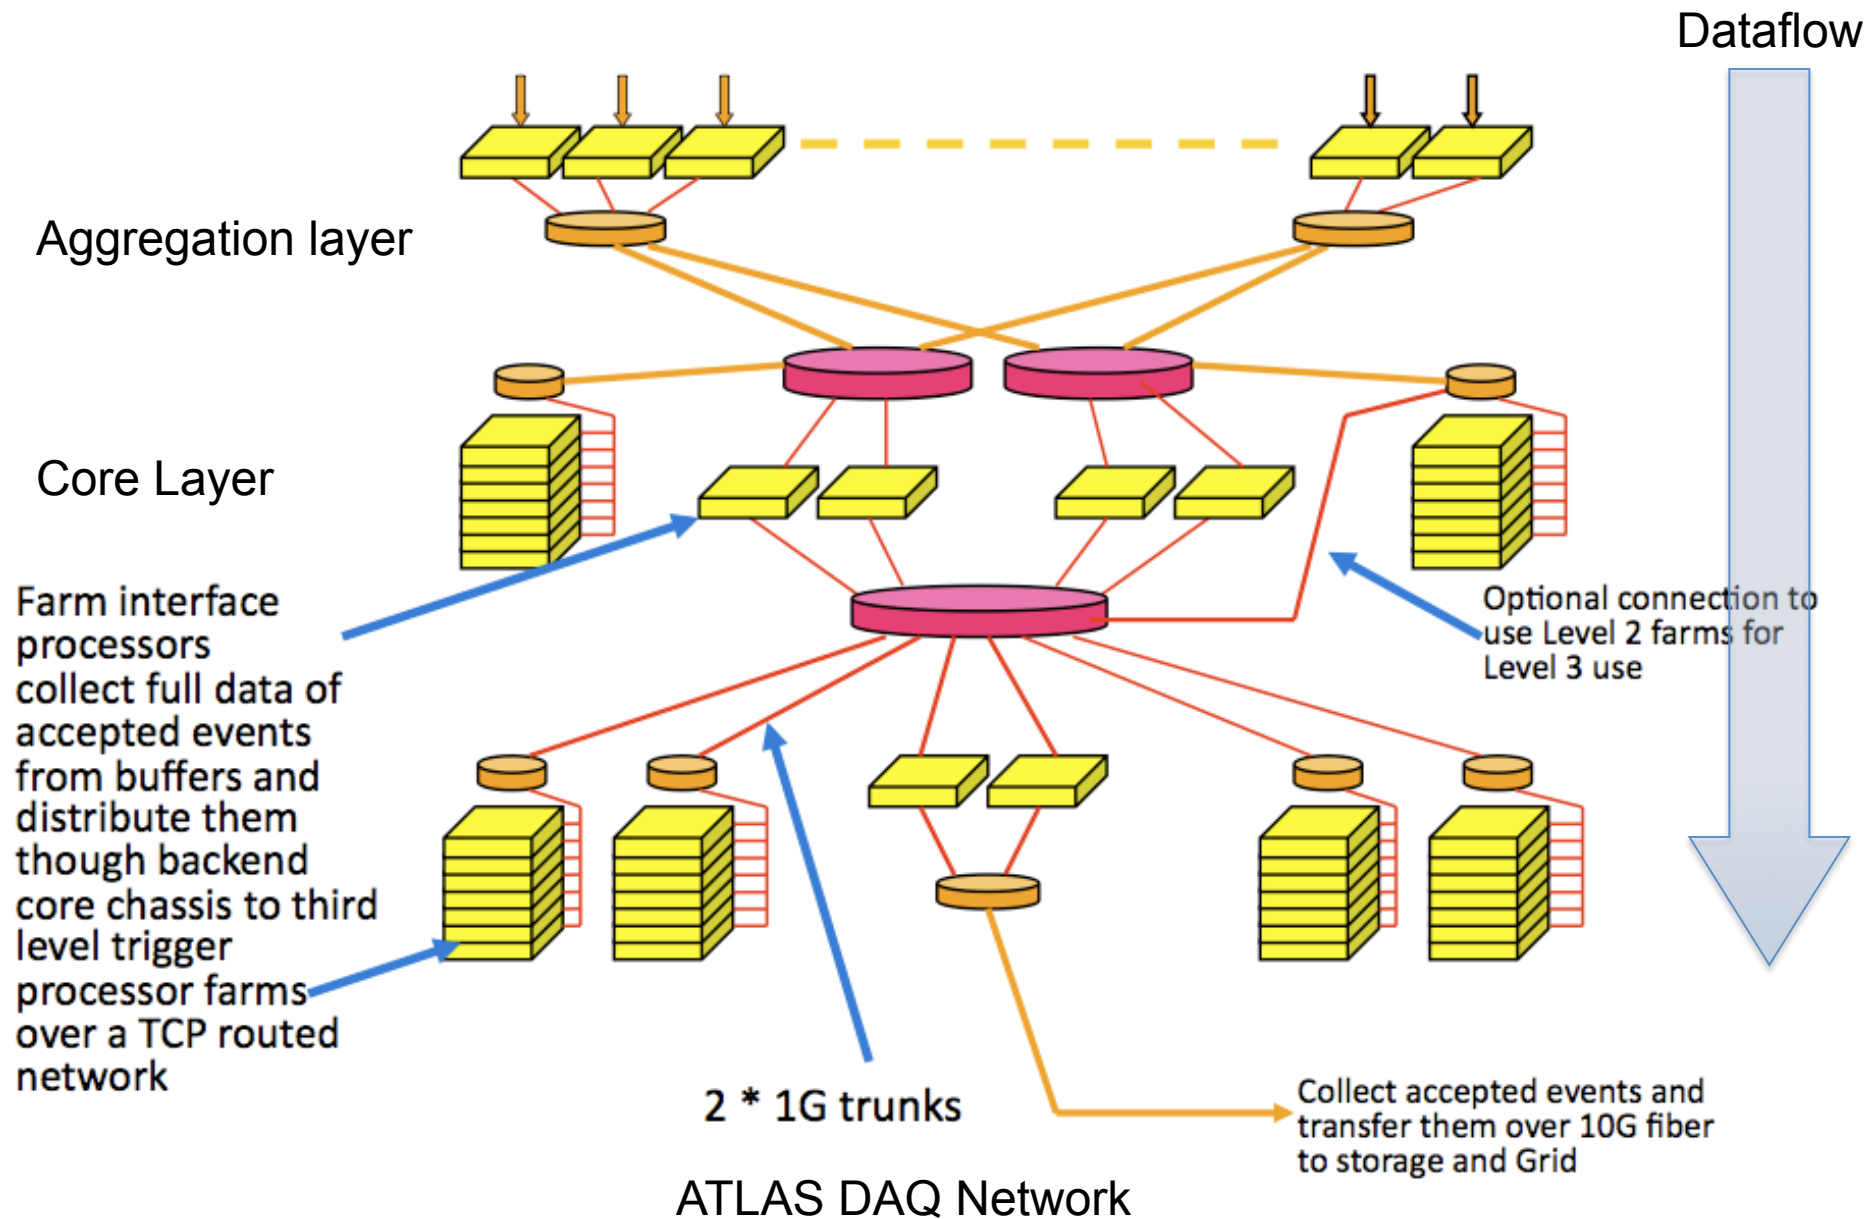 Dataflow
Aggregation layer
Core Layer
Farm interface
processors
collect full data of
accepted events
from buffers and
distribute them
though backend
core chassis to third
level trigger
processor farms
over a TCP routed
network
Optional connection to
use Level 2 farms for
Level 3 use
2 * 1G trunks
Collect accepted events and
transfer them over 10G fiber
to storage and Grid
ATLAS DAQ Network